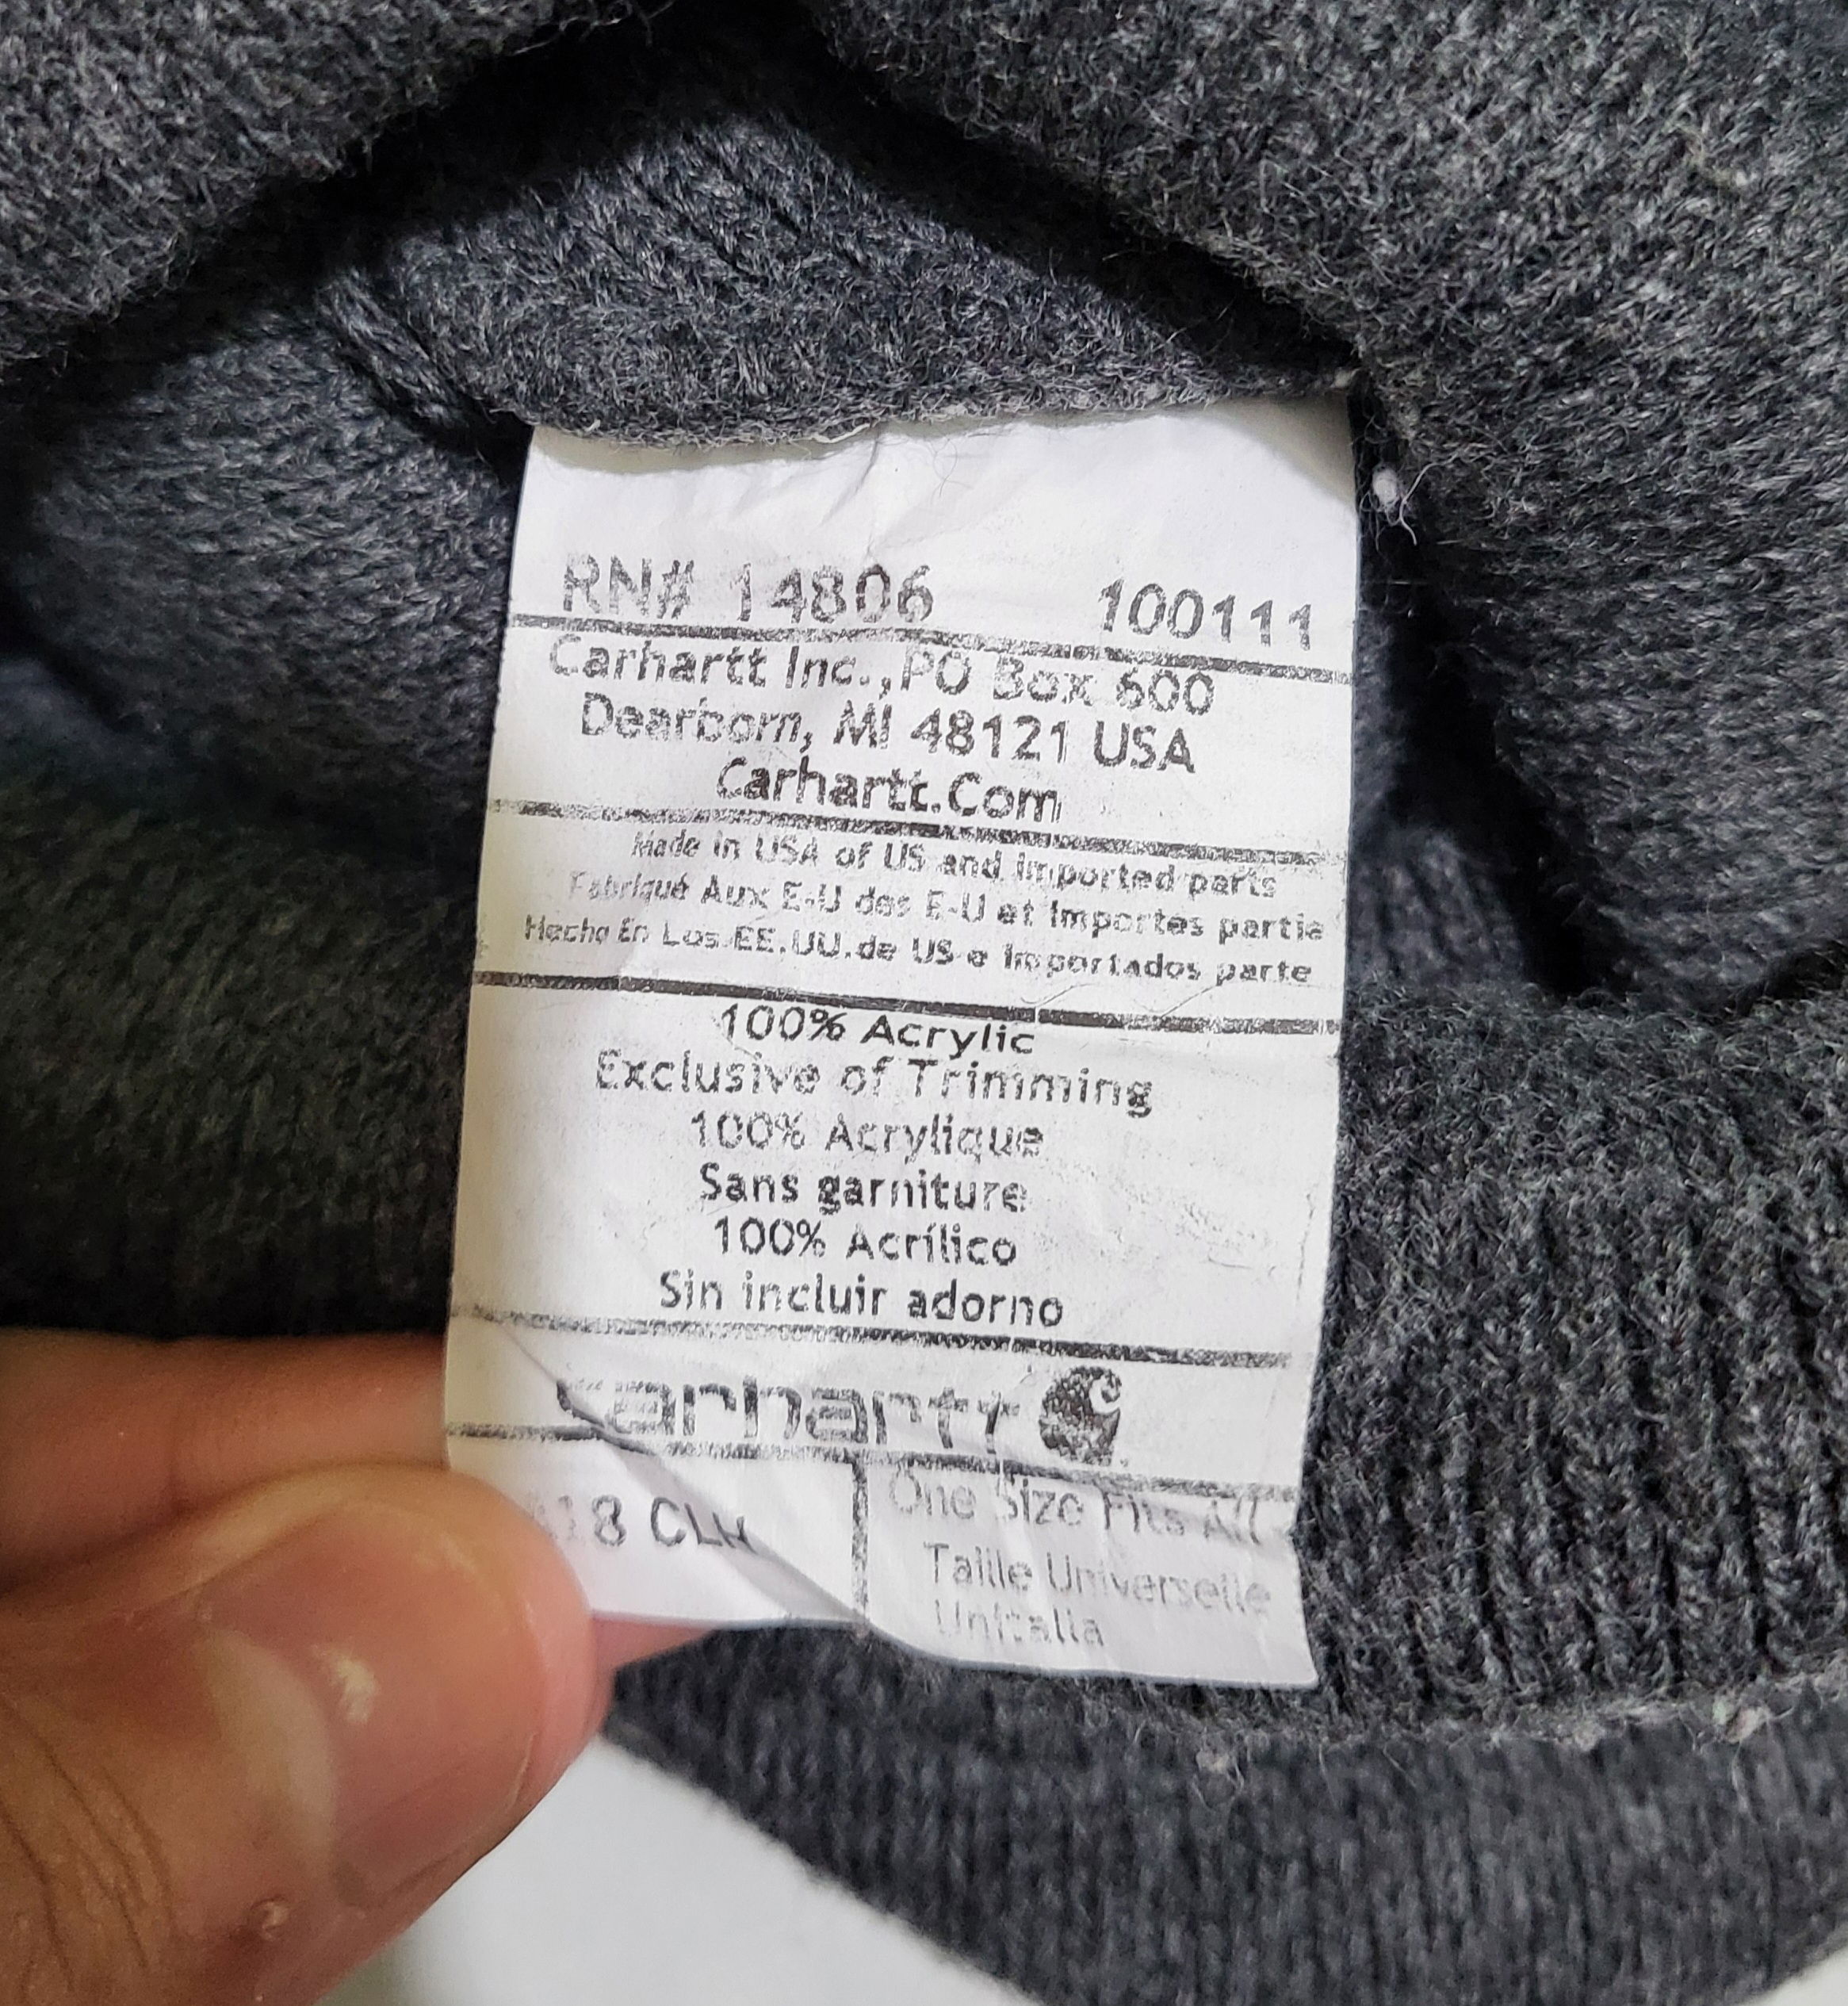 RN# 14806 100111
Carhartt Inc.,PO Box 600
Dearborn, MI 48121 USA
Carhartt.Com
Made in USA of US and Imported parts
Fabriqué Aux E-U des E-U et Importes partie
Hecho En Los EE.UU.de US e Importados parte
100% Acrylic
Exclusive of Trimming
100% Acrylique
Sans garniture
100% Acrílico
Sin incluir adorno
carhartt
One Size Fits All
Taille Universelle
Unitalla